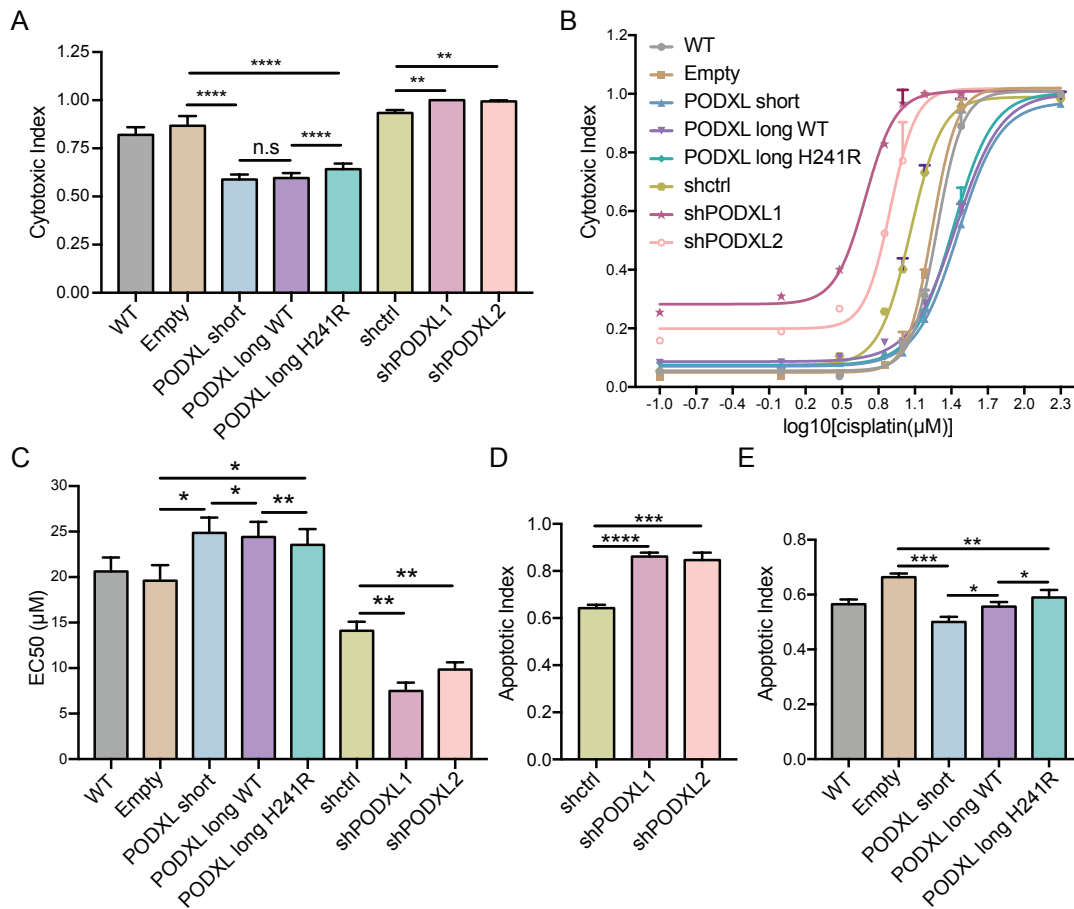 A
Cytotoxic Index
1.25
1.00
0.75
0.50
0.25
0.00
****
****
n.s
****
**
**
WT
Empty
PODXL short
PODXL long WT
PODXL long H241R
shctrl
shPODXL1
shPODXL2
B
Cytotoxic Index
1.2
1.0
0.8
0.6
0.4
0.2
0.0
WT
Empty
PODXL short
PODXL long WT
PODXL long H241R
shctrl
shPODXL1
shPODXL2
-1.0 -0.7 -0.4 -0.1 0.2 0.5 0.8 1.1 1.4 1.7 2.0 2.3
log10[cisplatin(µM)]
C
EC50 (µM)
30
25
20
15
10
5
0
*
*
*
**
**
**
WT
Empty
PODXL short
PODXL long WT
PODXL long H241R
shctrl
shPODXL1
shPODXL2
D
Apoptotic Index
1.0
0.8
0.6
0.4
0.2
0.0
***
****
shctrl
shPODXL1
shPODXL2
E
Apoptotic Index
0.8
0.6
0.4
0.2
0.0
**
***
*
*
WT
Empty
PODXL short
PODXL long WT
PODXL long H241R